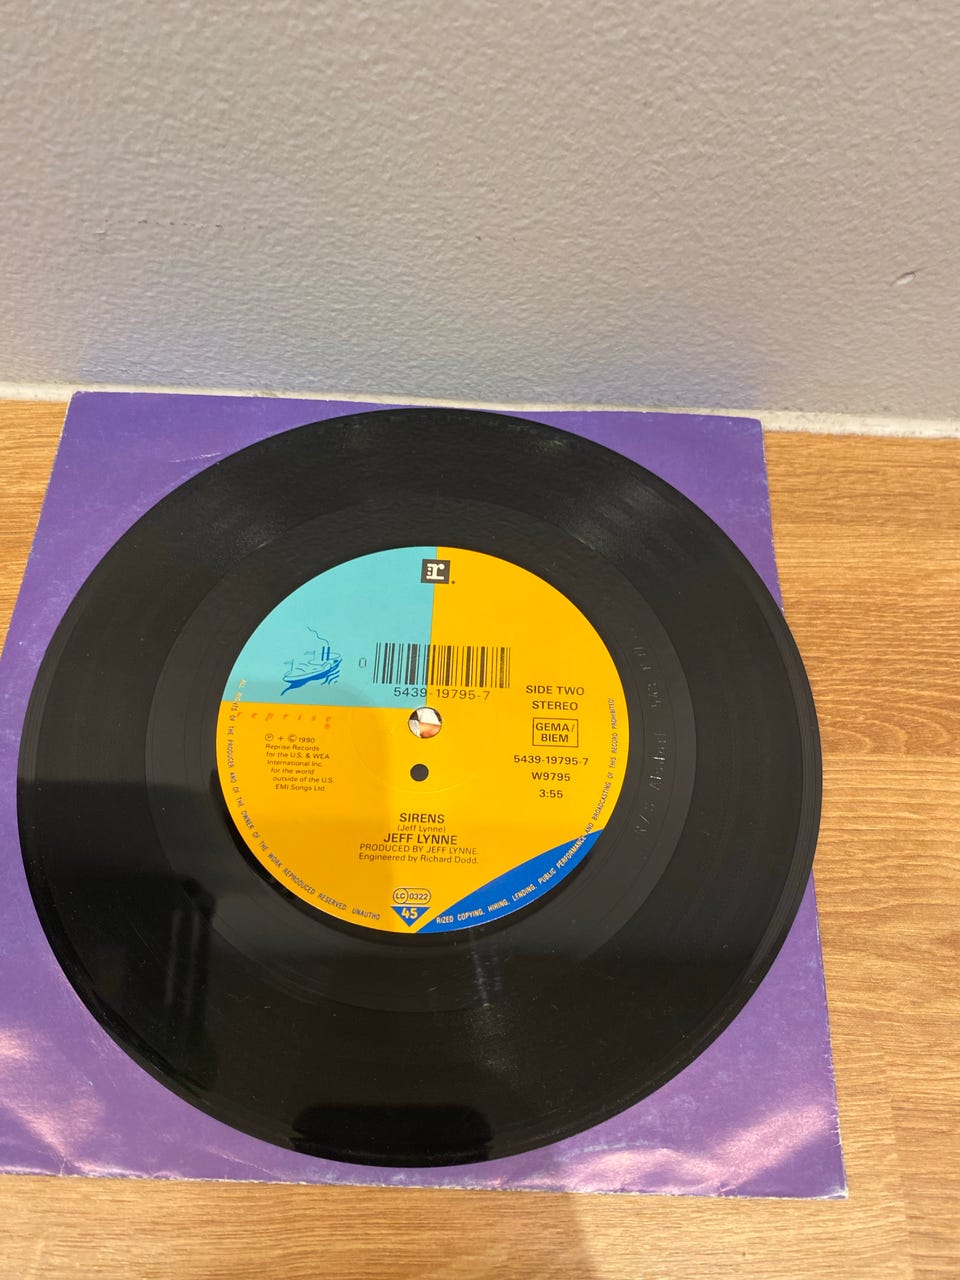 r
5439-19795-7
SIDE TWO
STEREO
GEMA/
BIEM
5439-19795-7
W9795
3:55
reprise
℗ + © 1990
Reprise Records
for the U.S. & WEA
International Inc.
for the world
outside of the U.S.
EMI Songs Ltd.
SIRENS
(Jeff Lynne)
JEFF LYNNE
PRODUCED BY JEFF LYNNE.
Engineered by Richard Dodd.
LC 0322
45
ALL RIGHTS OF THE PRODUCER AND OF THE OWNER OF THE WORK REPRODUCED RESERVED. UNAUTHO
RIZED COPYING, HIRING, LENDING, PUBLIC PERFORMANCE AND BROADCASTING OF THIS RECORD PROHIBITED!